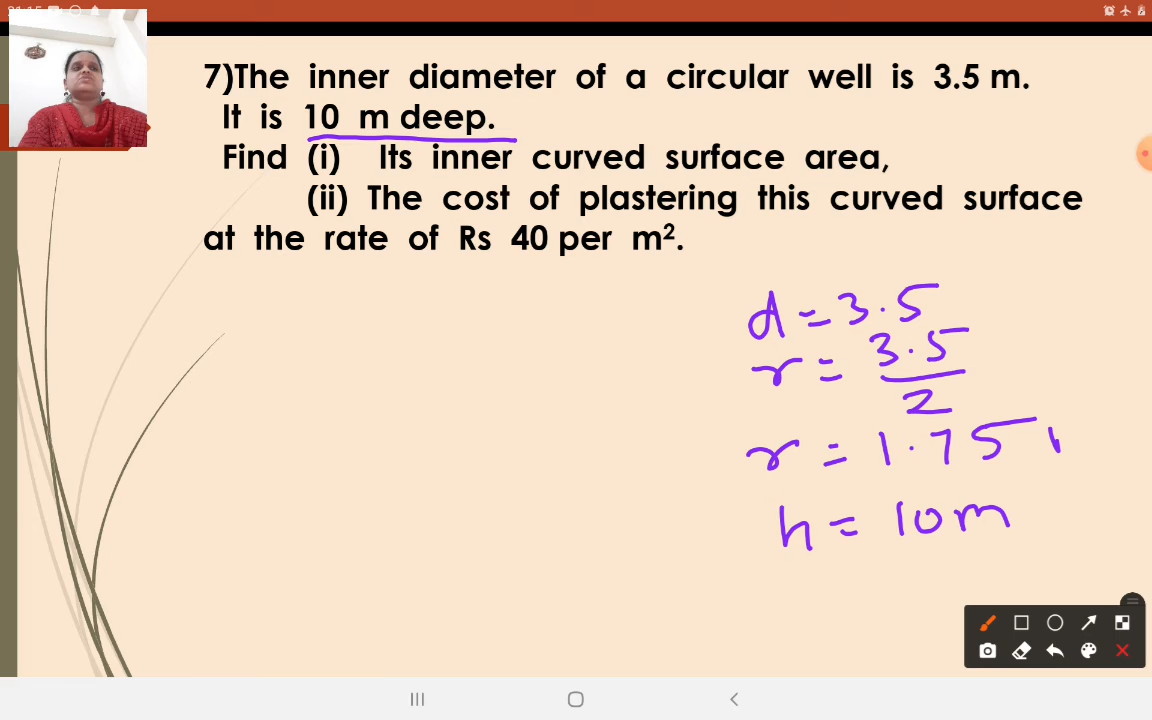 7)The inner diameter of a circular well is 3.5 m.
It is 10 m deep.
Find (i) Its inner curved surface area,
(ii) The cost of plastering this curved surface
at the rate of Rs 40 per m².
d = 3.5
r = 3.5
2
r = 1.75
h = 10m